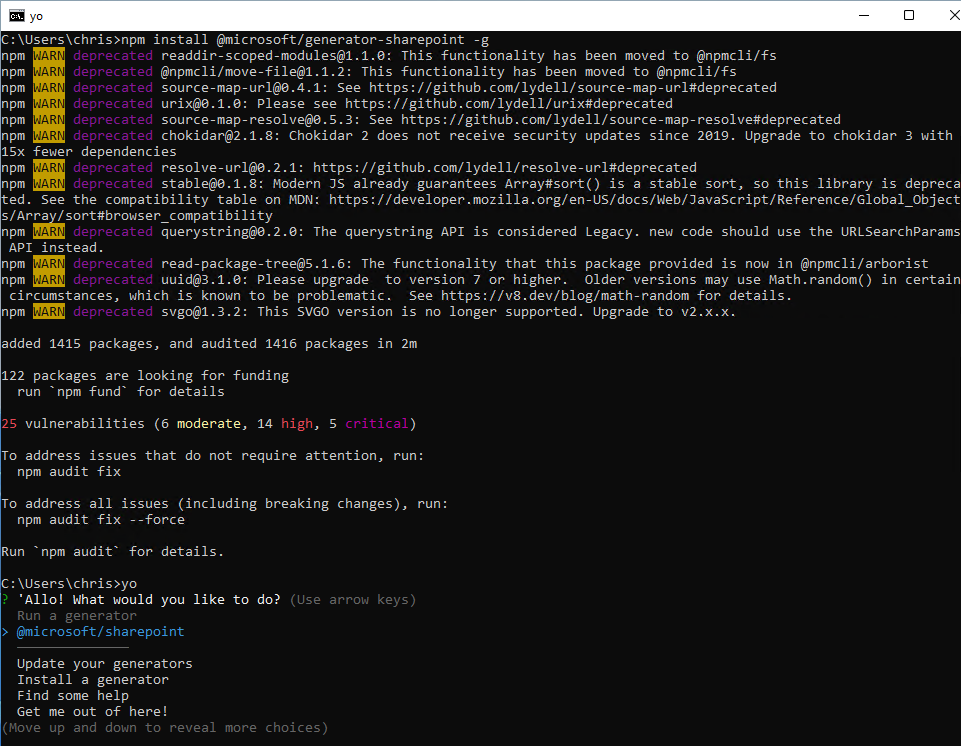 yo
C:\Users\chris>npm install @microsoft/generator-sharepoint -g
npm WARN deprecated readdir-scoped-modules@1.1.0: This functionality has been moved to @npmcli/fs
npm WARN deprecated @npmcli/move-file@1.1.2: This functionality has been moved to @npmcli/fs
npm WARN deprecated source-map-url@0.4.1: See https://github.com/lydell/source-map-url#deprecated
npm WARN deprecated urix@0.1.0: Please see https://github.com/lydell/urix#deprecated
npm WARN deprecated source-map-resolve@0.5.3: See https://github.com/lydell/source-map-resolve#deprecated
npm WARN deprecated chokidar@2.1.8: Chokidar 2 does not receive security updates since 2019. Upgrade to chokidar 3 with
15x fewer dependencies
npm WARN deprecated resolve-url@0.2.1: https://github.com/lydell/resolve-url#deprecated
npm WARN deprecated stable@0.1.8: Modern JS already guarantees Array#sort() is a stable sort, so this library is depreca
ted. See the compatibility table on MDN: https://developer.mozilla.org/en-US/docs/Web/JavaScript/Reference/Global_Object
s/Array/sort#browser_compatibility
npm WARN deprecated querystring@0.2.0: The querystring API is considered Legacy. new code should use the URLSearchParams
 API instead.
npm WARN deprecated read-package-tree@5.1.6: The functionality that this package provided is now in @npmcli/arborist
npm WARN deprecated uuid@3.1.0: Please upgrade  to version 7 or higher.  Older versions may use Math.random() in certain
 circumstances, which is known to be problematic.  See https://v8.dev/blog/math-random for details.
npm WARN deprecated svgo@1.3.2: This SVGO version is no longer supported. Upgrade to v2.x.x.
added 1415 packages, and audited 1416 packages in 2m
122 packages are looking for funding
  run `npm fund` for details
25 vulnerabilities (6 moderate, 14 high, 5 critical)
To address issues that do not require attention, run:
  npm audit fix
To address all issues (including breaking changes), run:
  npm audit fix --force
Run `npm audit` for details.
C:\Users\chris>yo
? 'Allo! What would you like to do? (Use arrow keys)
  Run a generator
> @microsoft/sharepoint
  ──────────────
  Update your generators
  Install a generator
  Find some help
  Get me out of here!
(Move up and down to reveal more choices)